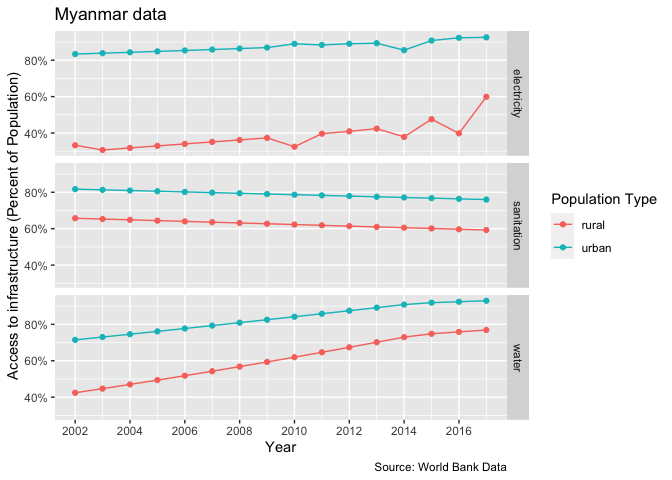 Myanmar data
Access to infrastructure (Percent of Population)
80%
60%
40%
electricity
80%
60%
40%
sanitation
80%
60%
40%
water
2002 2004 2006 2008 2010 2012 2014 2016
Year
Population Type
rural
urban
Source: World Bank Data